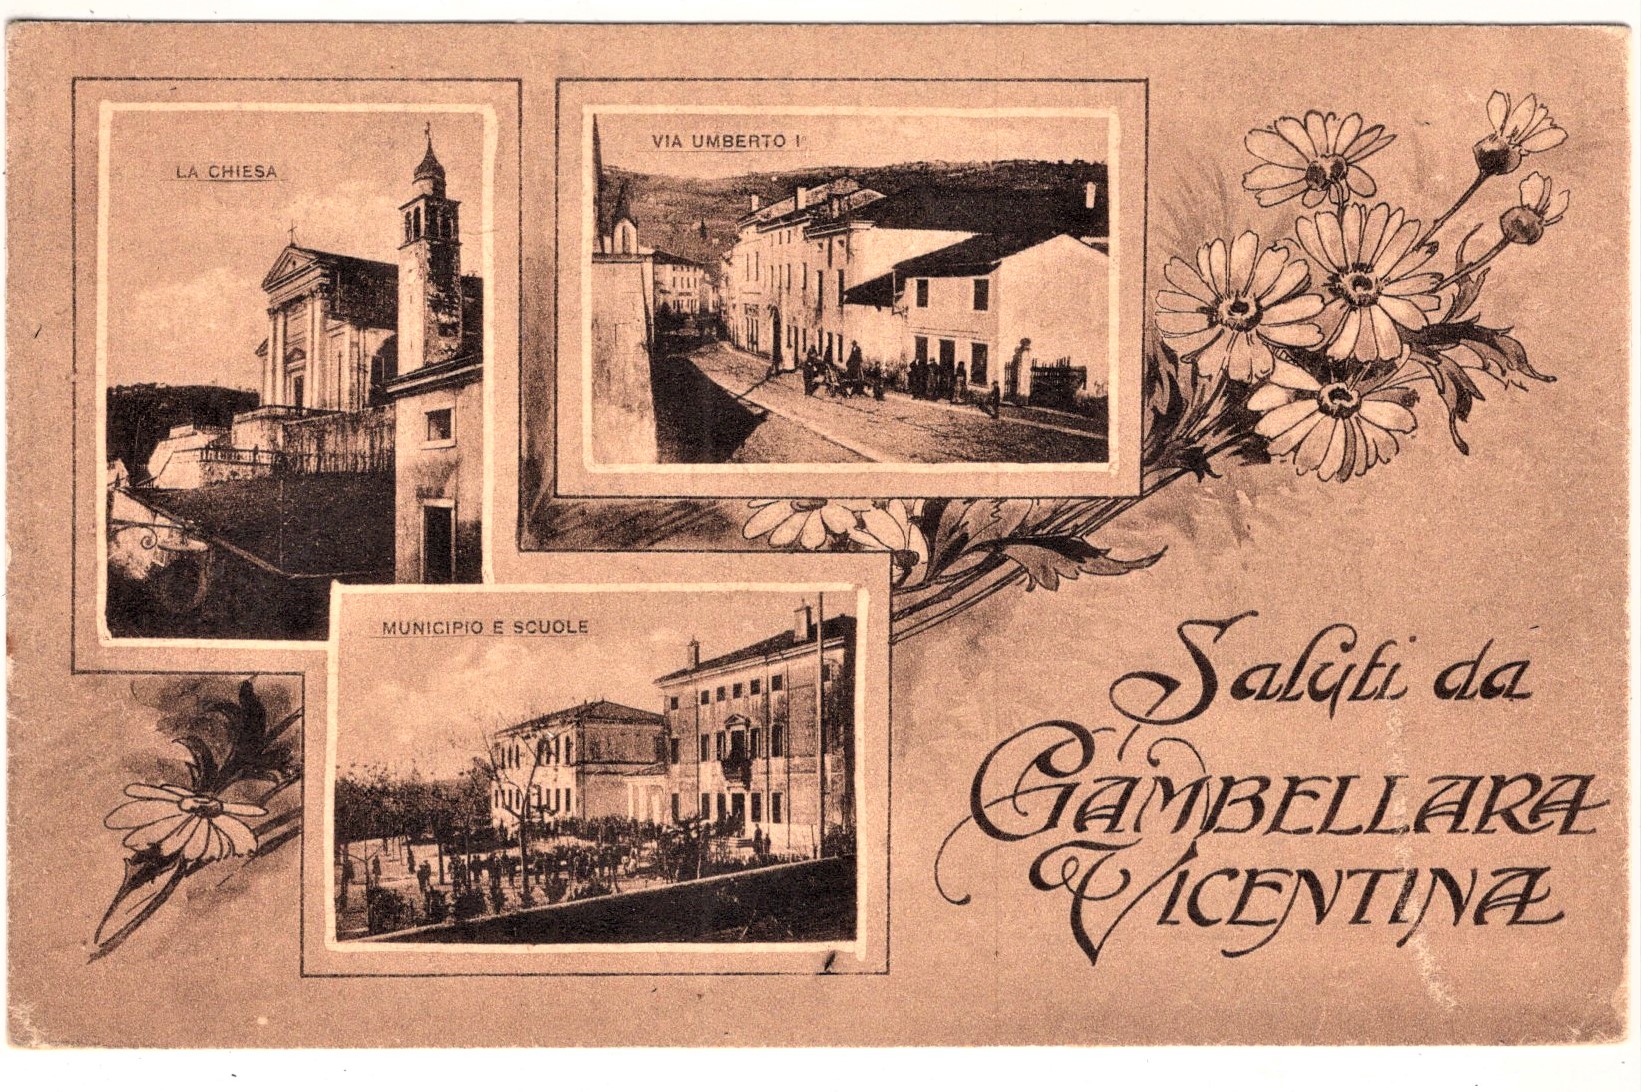 LA CHIESA
VIA UMBERTO I°
MUNICIPIO E SCUOLE
Saluti da
GAMBELLARA
VICENTINA